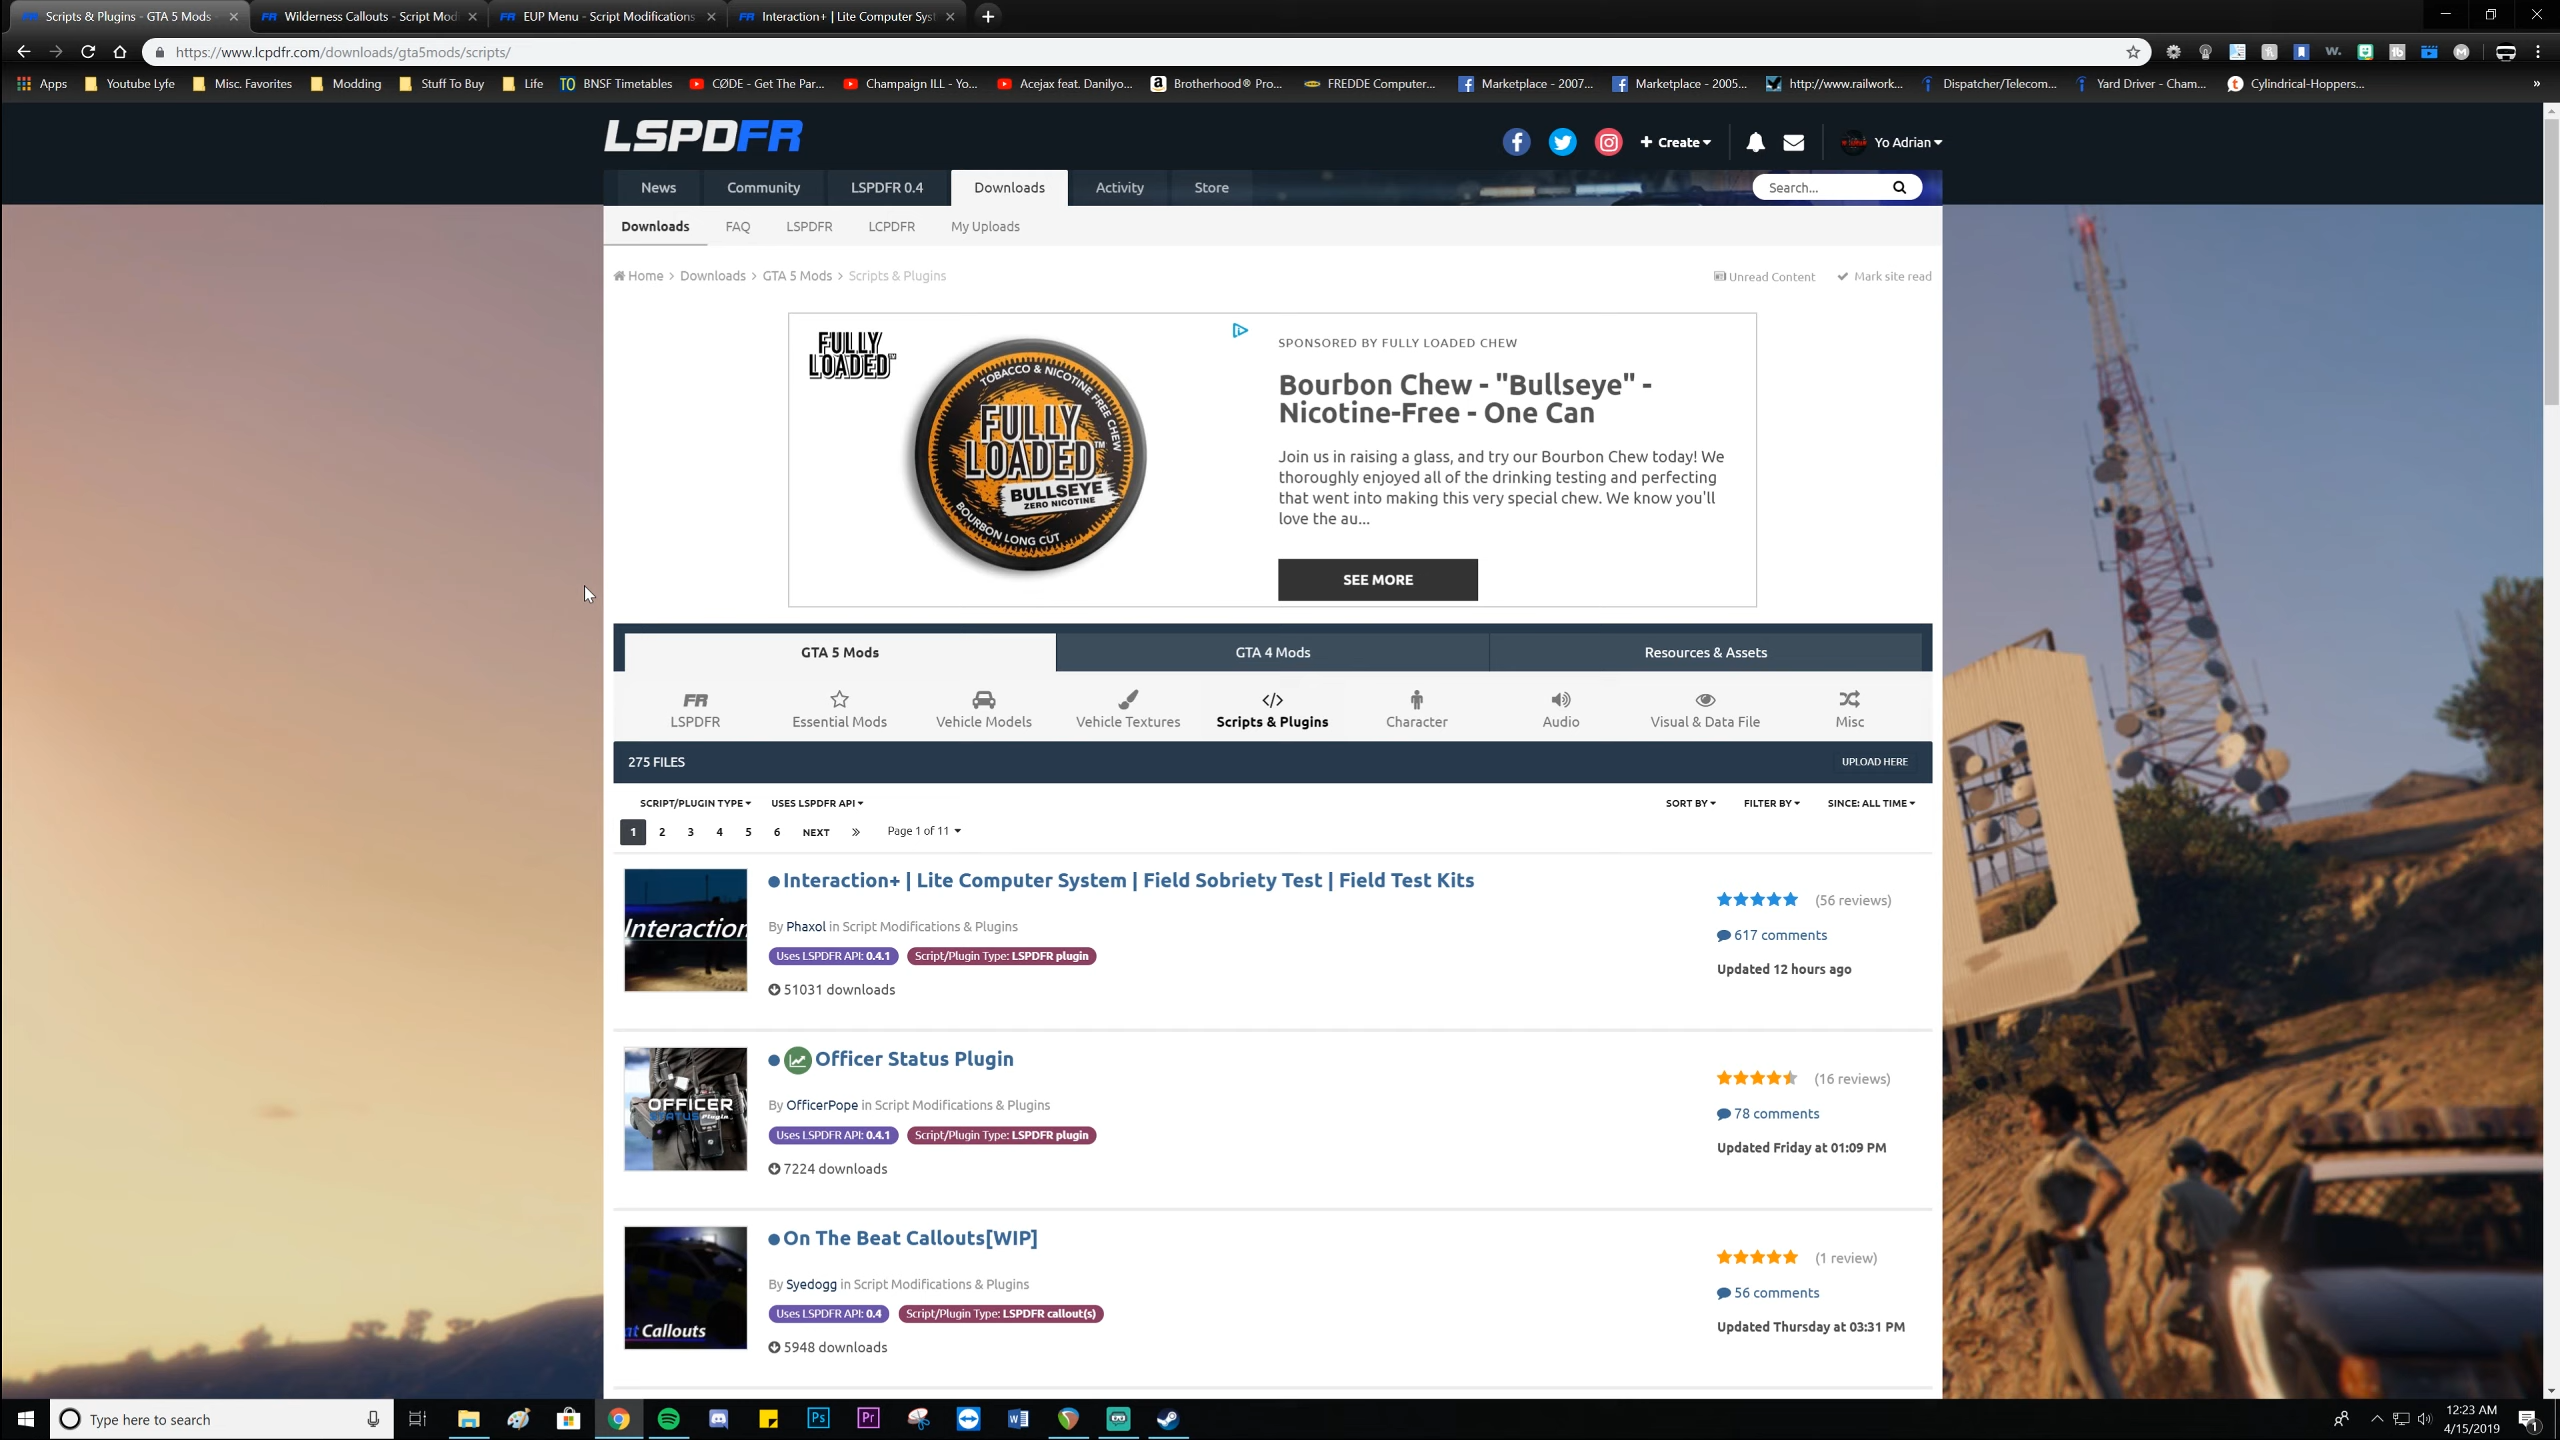 Scripts & Plugins - GTA 5 Mods
Wilderness Callouts - Script Modi
EUP Menu - Script Modifications
Interaction+ | Lite Computer Syst
https://www.lcpdfr.com/downloads/gta5mods/scripts/
Apps
Youtube Lyfe
Misc. Favorites
Modding
Stuff To Buy
Life
TO BNSF Timetables
CØDE - Get The Par...
Champaign ILL - Yo...
Acejax feat. Danilyo...
Brotherhood® Pro...
FREDDE Computer...
Marketplace - 2007...
Marketplace - 2005...
http://www.railwork...
Dispatcher/Telecom...
Yard Driver - Cham...
Cylindrical-Hoppers...
LSPDFR
Create
Yo Adrian
News
Community
LSPDFR 0.4
Downloads
Activity
Store
Search...
Downloads
FAQ
LSPDFR
LCPDFR
My Uploads
Home > Downloads > GTA 5 Mods > Scripts & Plugins
Unread Content
Mark site read
FULLY LOADED™
TOBACCO & NICOTINE FREE CHEW
FULLY
LOADED™
BULLSEYE
ZERO NICOTINE
BOURBON LONG CUT
SPONSORED BY FULLY LOADED CHEW
Bourbon Chew - "Bullseye" -
Nicotine-Free - One Can
Join us in raising a glass, and try our Bourbon Chew today! We
thoroughly enjoyed all of the drinking testing and perfecting
that went into making this very special chew. We know you'll
love the au...
SEE MORE
GTA 5 Mods
GTA 4 Mods
Resources & Assets
FR
LSPDFR
Essential Mods
Vehicle Models
Vehicle Textures
Scripts & Plugins
Character
Audio
Visual & Data File
Misc
275 FILES
UPLOAD HERE
SCRIPT/PLUGIN TYPE
USES LSPDFR API
SORT BY
FILTER BY
SINCE: ALL TIME
1 2 3 4 5 6 NEXT » Page 1 of 11
Interaction
Interaction+ | Lite Computer System | Field Sobriety Test | Field Test Kits
By Phaxol in Script Modifications & Plugins
Uses LSPDFR API: 0.4.1
Script/Plugin Type: LSPDFR plugin
51031 downloads
(56 reviews)
617 comments
Updated 12 hours ago
OFFICER
STATUS Plugin
Officer Status Plugin
By OfficerPope in Script Modifications & Plugins
Uses LSPDFR API: 0.4.1
Script/Plugin Type: LSPDFR plugin
7224 downloads
(16 reviews)
78 comments
Updated Friday at 01:09 PM
at Callouts
On The Beat Callouts[WIP]
By Syedogg in Script Modifications & Plugins
Uses LSPDFR API: 0.4
Script/Plugin Type: LSPDFR callout(s)
5948 downloads
(1 review)
56 comments
Updated Thursday at 03:31 PM
Type here to search
Ps
Pr
12:23 AM
4/15/2019
1